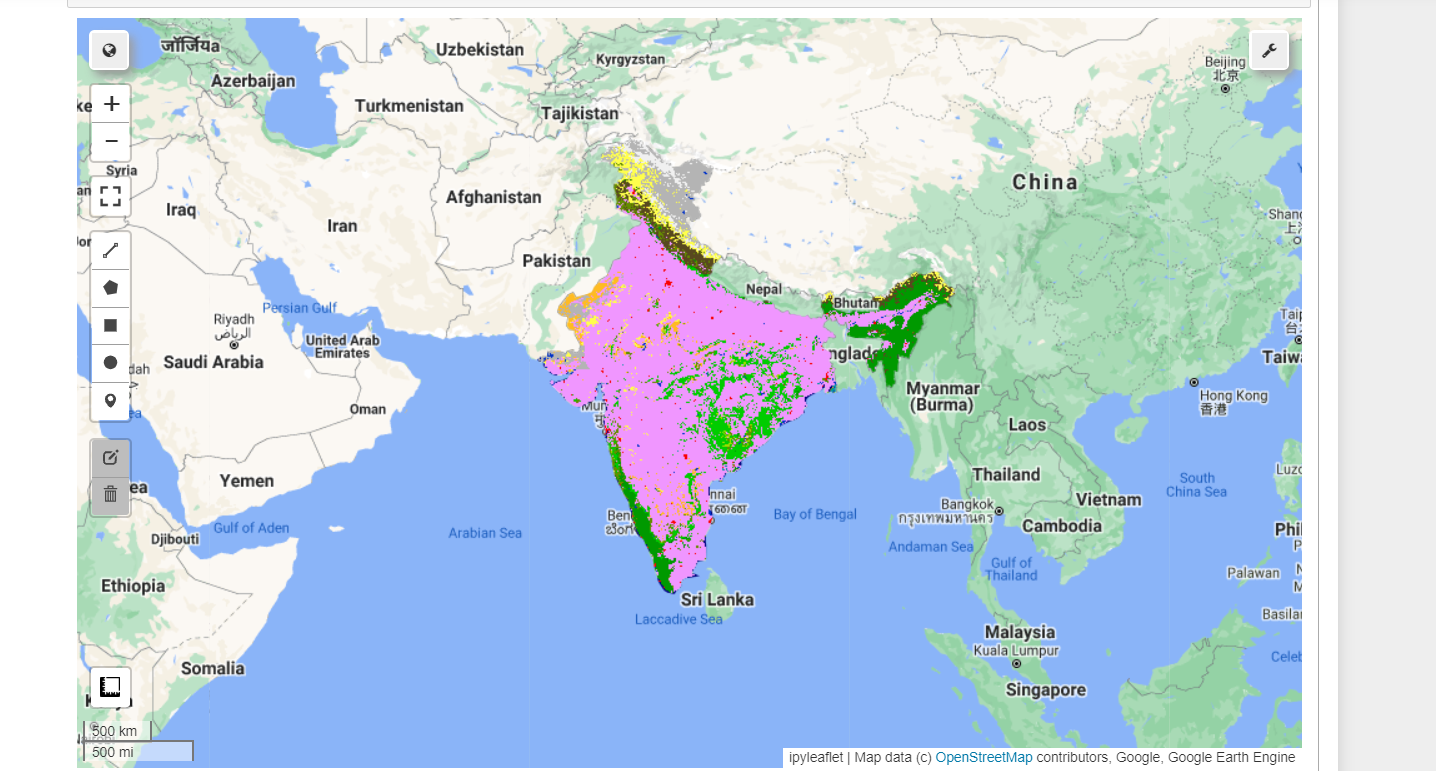 जॉर्जिया
Uzbekistan
Kyrgyzstan
Azerbaijan
Beijing
北京
Turkmenistan
Tajikistan
Syria
China
Afghanistan
Iraq
Iran
Pakistan
Nepal
Persian Gulf
Bhutan
Riyadh
الرياض
United Arab
Emirates
Saudi Arabia
Myanmar
(Burma)
Hong Kong
香港
Oman
Laos
Yemen
Thailand
South
China Sea
Vietnam
Bangkok
กรุงเทพมหานคร
Gulf of Aden
Arabian Sea
Bay of Bengal
Cambodia
Djibouti
Andaman Sea
Gulf of
Thailand
Ethiopia
Palawan
Sri Lanka
Laccadive Sea
Malaysia
Kuala Lumpur
Somalia
Singapore
500 km
500 mi
ipyleaflet | Map data (c) OpenStreetMap contributors, Google, Google Earth Engine